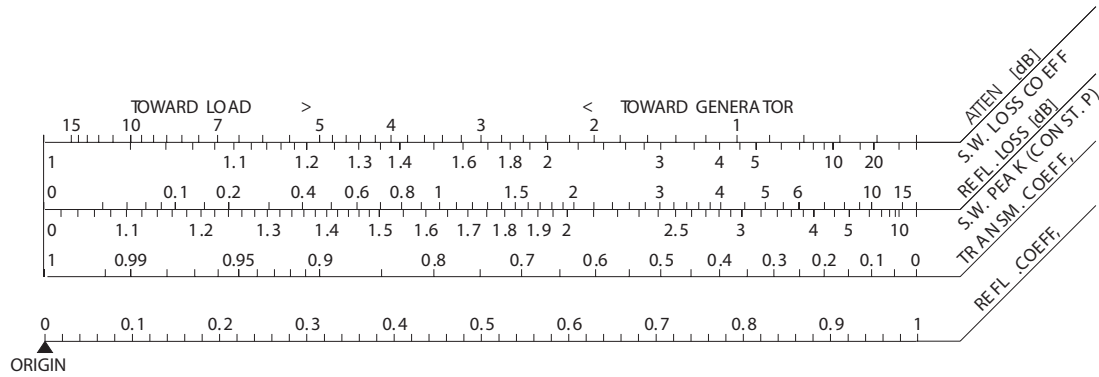 TOWARD LOAD > < TOWARD GENERATOR
15 10 7 5 4 3 2 1
ATTEN [dB]
1 1.1 1.2 1.3 1.4 1.6 1.8 2 3 4 5 10 20
S.W. LOSS COEFF
0 0.1 0.2 0.4 0.6 0.8 1 1.5 2 3 4 5 6 10 15
REFL. LOSS [dB]
0 1.1 1.2 1.3 1.4 1.5 1.6 1.7 1.8 1.9 2 2.5 3 4 5 10
S.W. PEAK (CONST. P)
1 0.99 0.95 0.9 0.8 0.7 0.6 0.5 0.4 0.3 0.2 0.1 0
TRANSM. COEFF,
0 0.1 0.2 0.3 0.4 0.5 0.6 0.7 0.8 0.9 1
REFL .COEFF,
ORIGIN